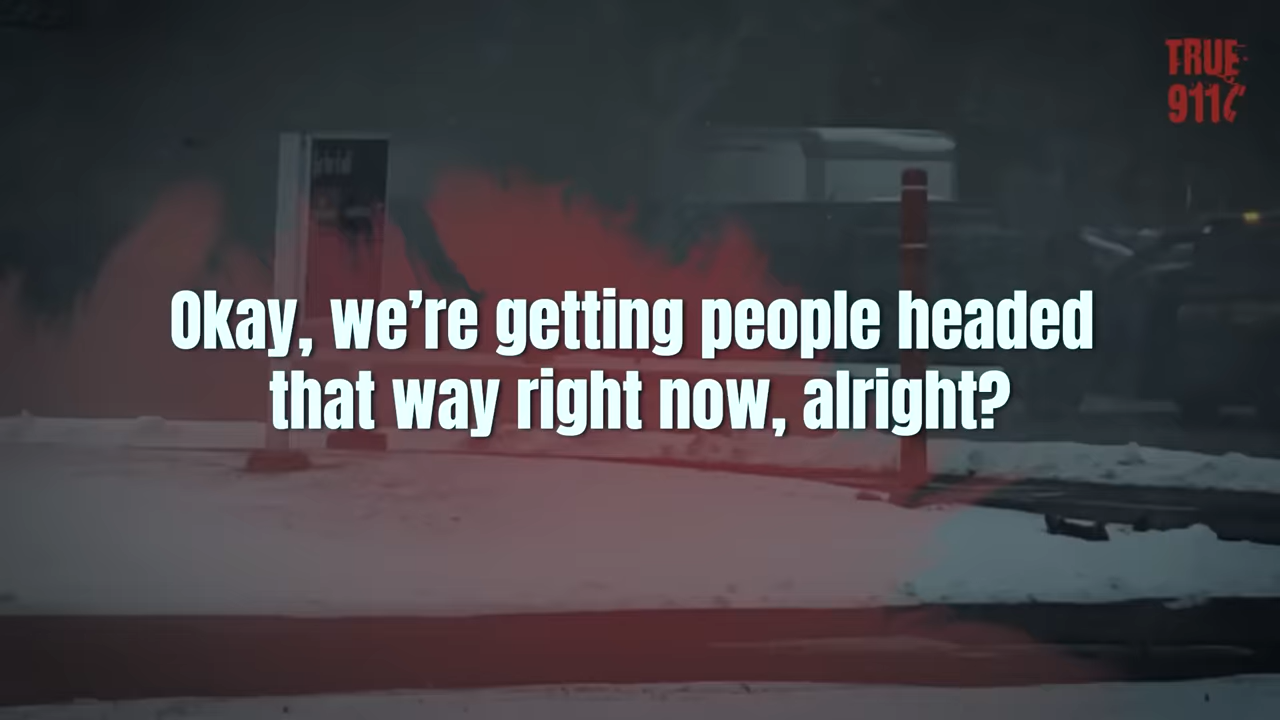 TRUE
911
Okay, we’re getting people headed
that way right now, alright?